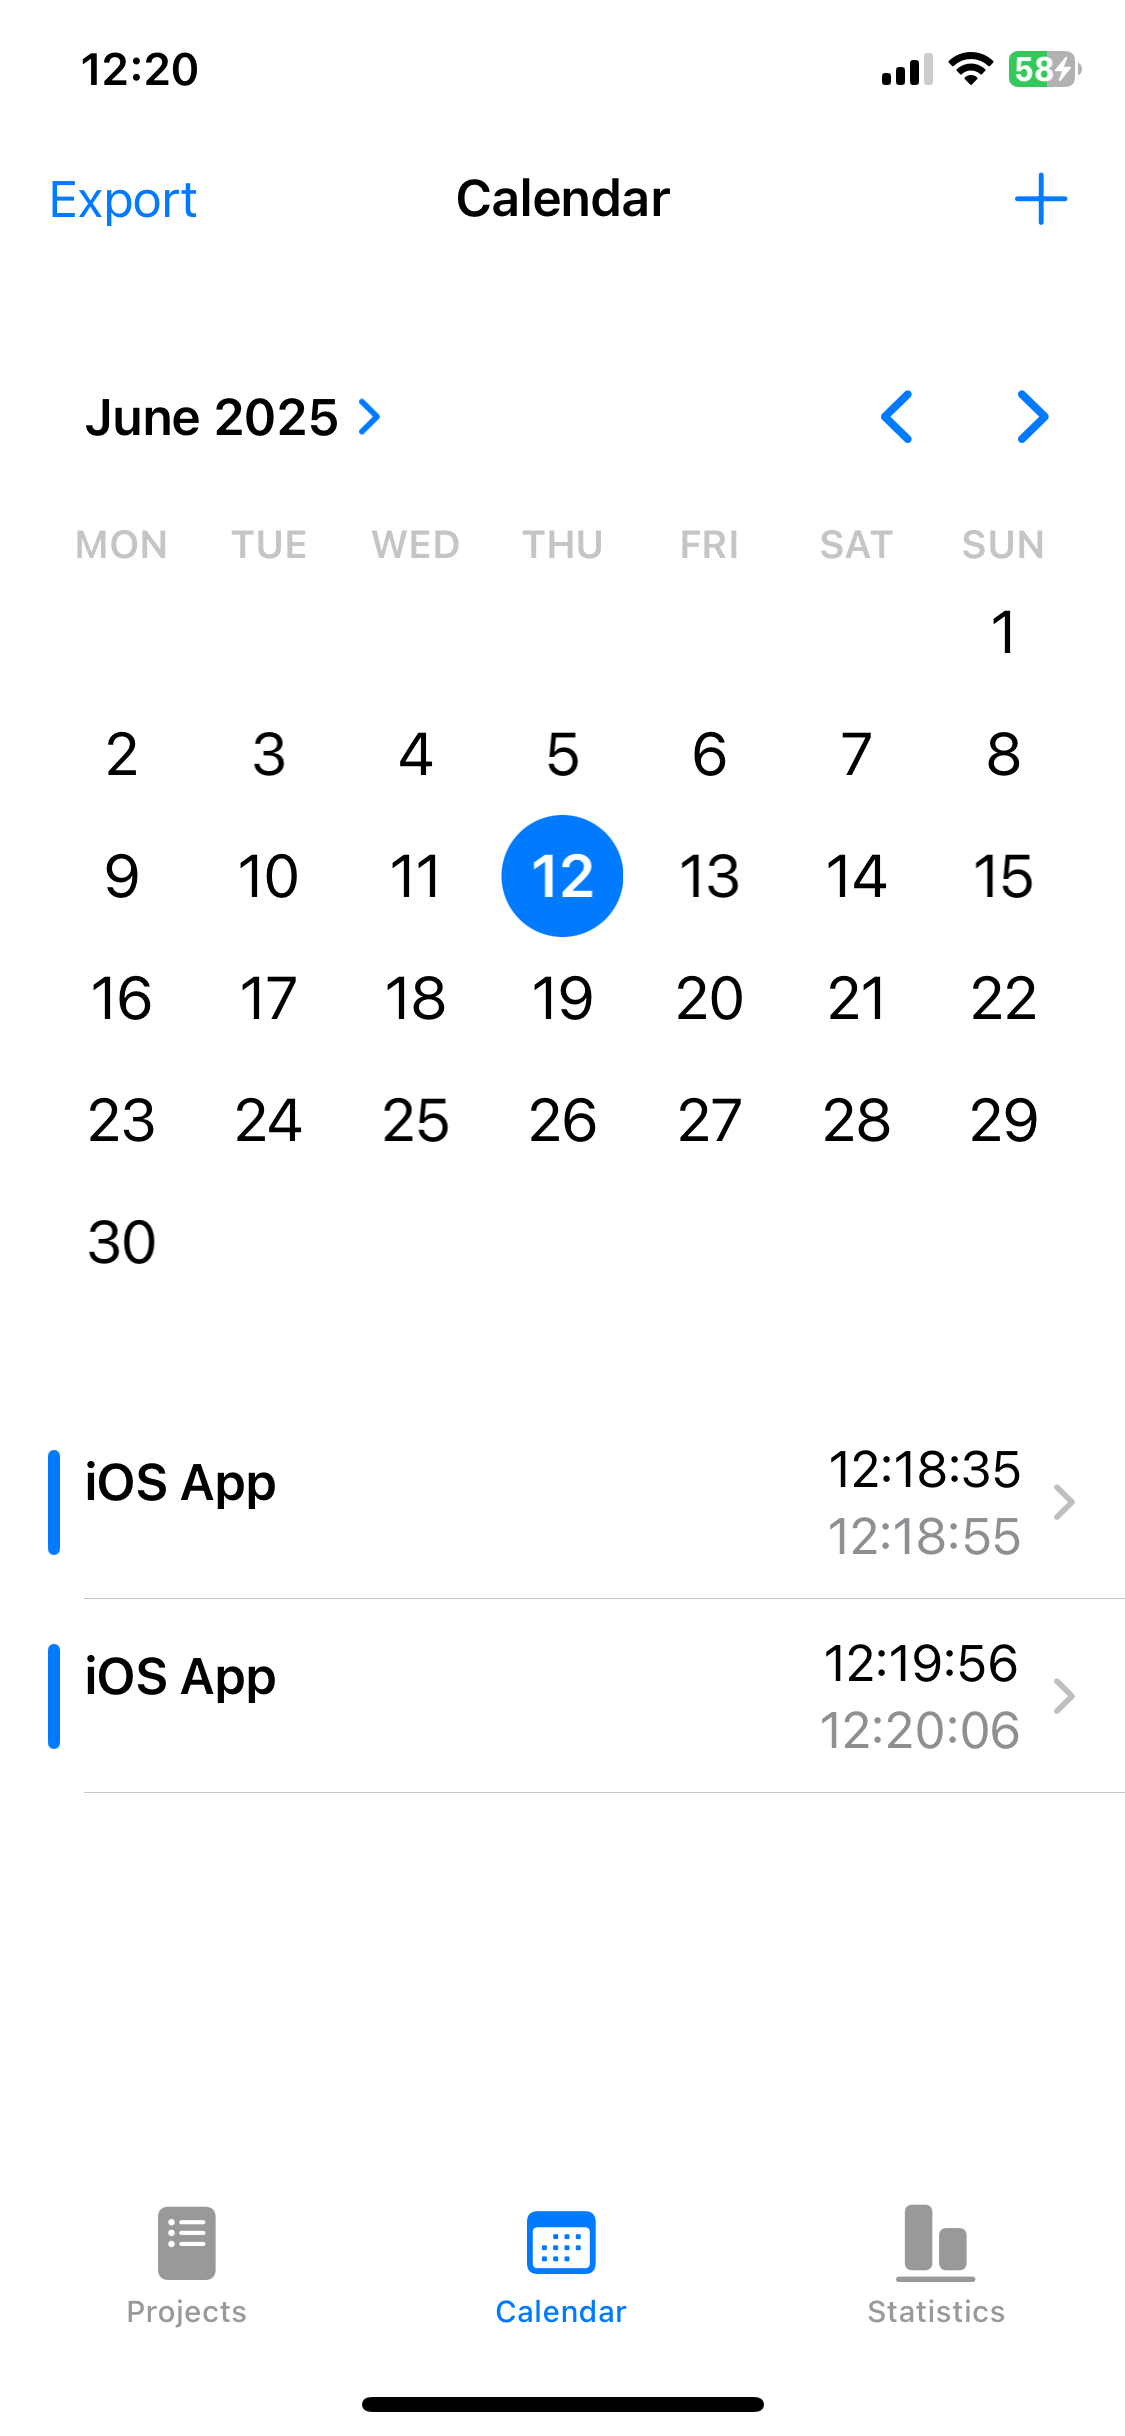 12:20 58
Export Calendar
June 2025
MON TUE WED THU FRI SAT SUN
1
2 3 4 5 6 7 8
9 10 11 12 13 14 15
16 17 18 19 20 21 22
23 24 25 26 27 28 29
30
iOS App 12:18:35
12:18:55
iOS App 12:19:56
12:20:06
Projects Calendar Statistics